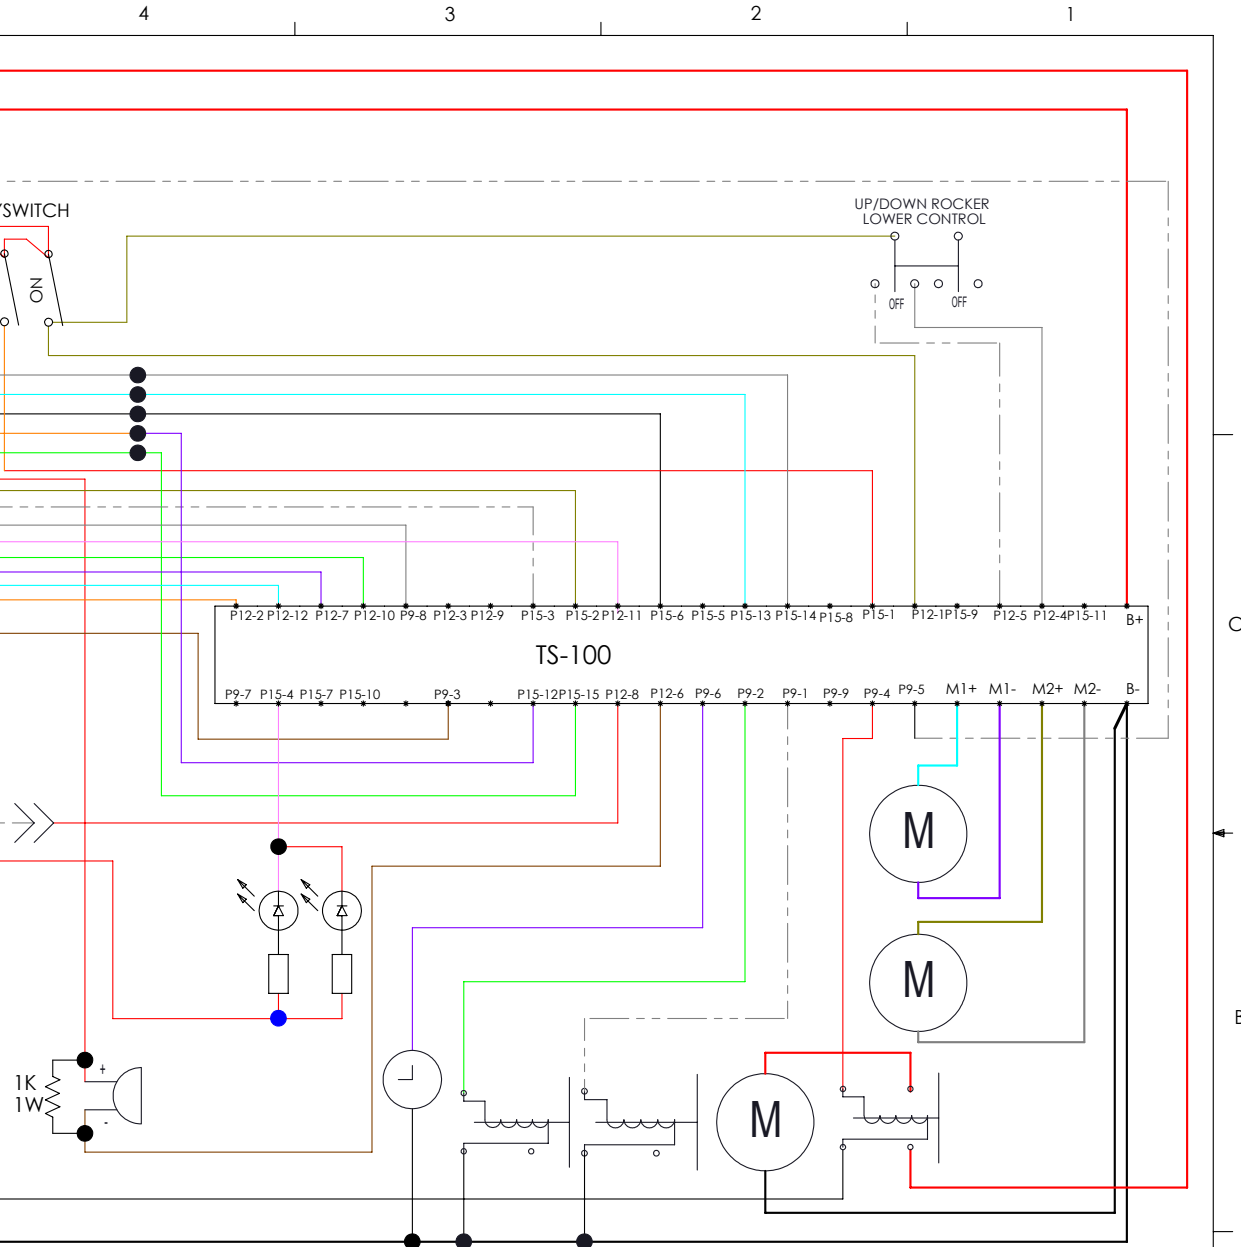 4 3 2 1
/SWITCH
UP/DOWN ROCKER
LOWER CONTROL
ON
OFF OFF
P12-2 P12-12 P12-7 P12-10 P9-8 P12-3 P12-9 P15-3 P15-2 P12-11 P15-6 P15-5 P15-13 P15-14 P15-8 P15-1 P12-1 P15-9 P12-5 P12-4 P15-11 B+
TS-100
P9-7 P15-4 P15-7 P15-10 P9-3 P15-12 P15-15 P12-8 P12-6 P9-6 P9-2 P9-1 P9-9 P9-4 P9-5 M1+ M1- M2+ M2- B-
M
M
B
+
1K
1W
-
M